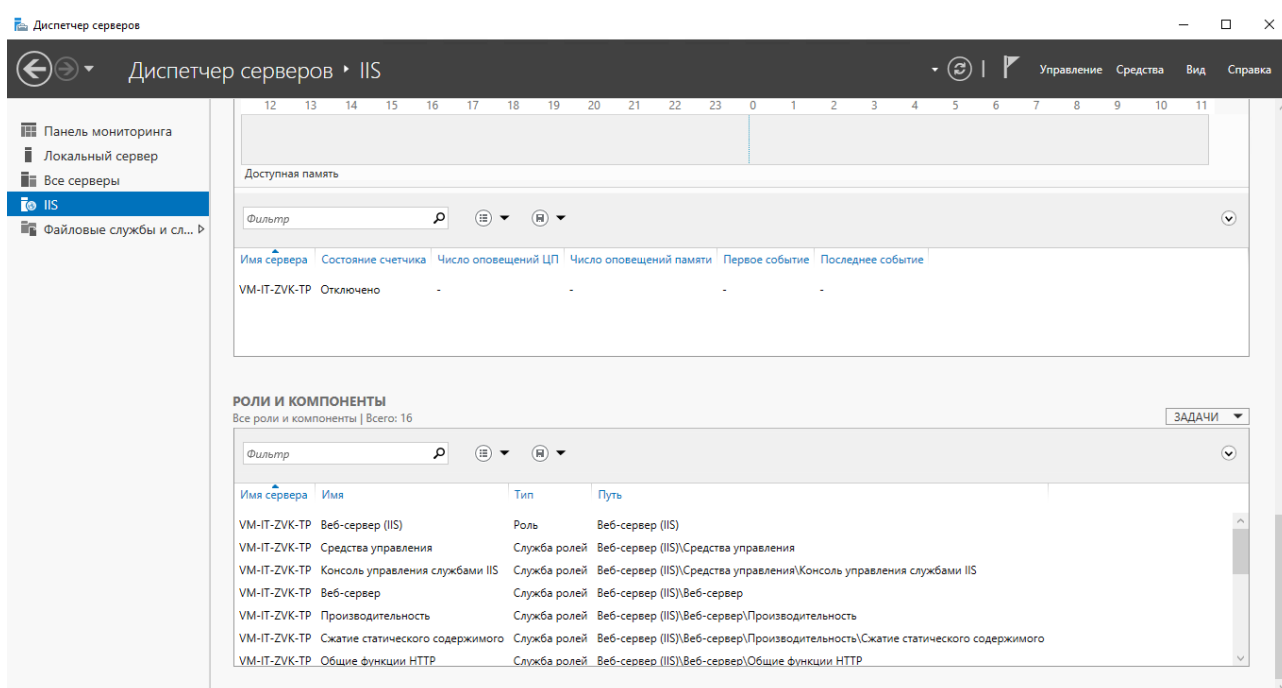 Диспетчер серверов
Диспетчер серверов ‣ IIS
Управление Средства Вид Справка
Панель мониторинга
Локальный сервер
Все серверы
IIS
Файловые службы и сл...
12 13 14 15 16 17 18 19 20 21 22 23 0 1 2 3 4 5 6 7 8 9 10 11
Доступная память
Фильтр
Имя сервера Состояние счетчика Число оповещений ЦП Число оповещений памяти Первое событие Последнее событие
VM-IT-ZVK-TP Отключено - - - -
РОЛИ И КОМПОНЕНТЫ
Все роли и компоненты | Всего: 16
ЗАДАЧИ
Фильтр
Имя сервера Имя Тип Путь
VM-IT-ZVK-TP Веб-сервер (IIS) Роль Веб-сервер (IIS)
VM-IT-ZVK-TP Средства управления Служба ролей Веб-сервер (IIS)\Средства управления
VM-IT-ZVK-TP Консоль управления службами IIS Служба ролей Веб-сервер (IIS)\Средства управления\Консоль управления службами IIS
VM-IT-ZVK-TP Веб-сервер Служба ролей Веб-сервер (IIS)\Веб-сервер
VM-IT-ZVK-TP Производительность Служба ролей Веб-сервер (IIS)\Веб-сервер\Производительность
VM-IT-ZVK-TP Сжатие статического содержимого Служба ролей Веб-сервер (IIS)\Веб-сервер\Производительность\Сжатие статического содержимого
VM-IT-ZVK-TP Общие функции HTTP Служба ролей Веб-сервер (IIS)\Веб-сервер\Общие функции HTTP